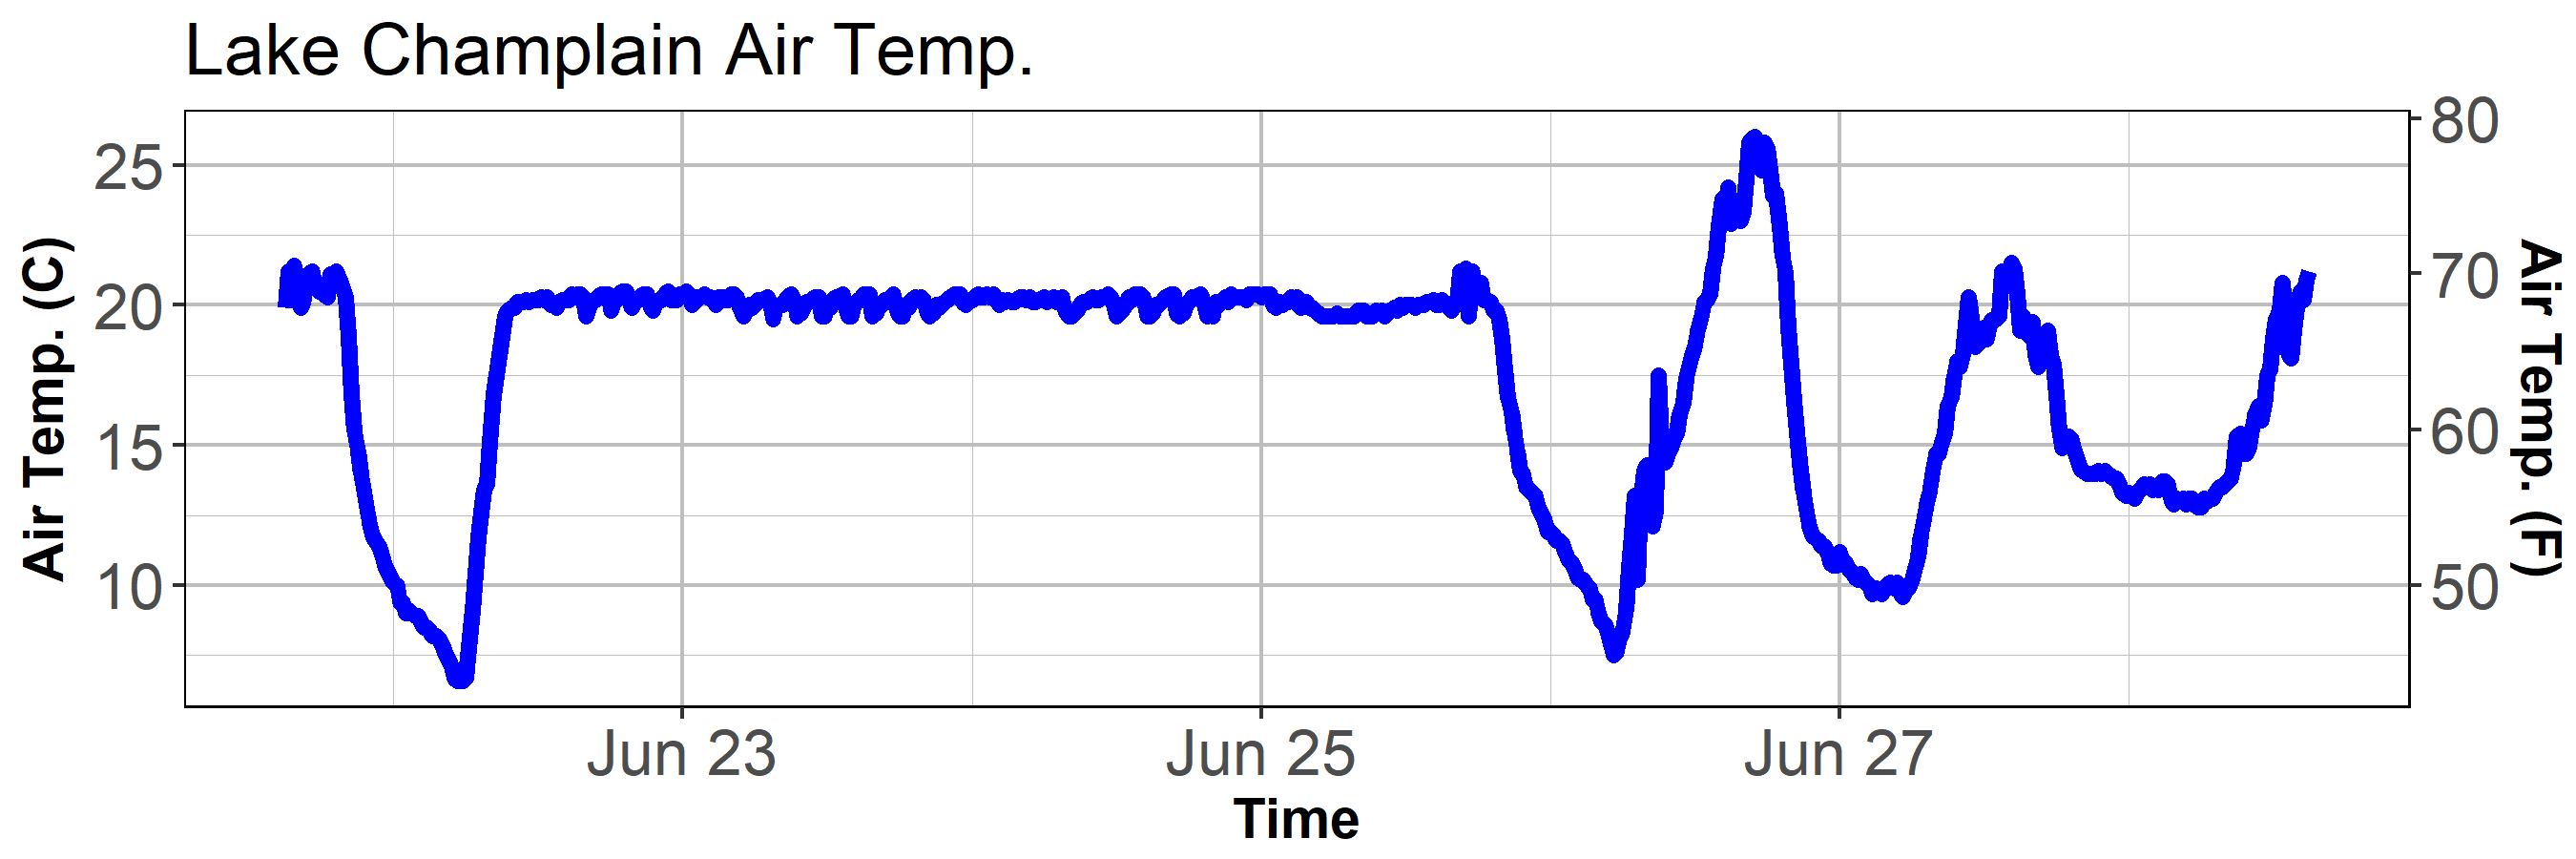 Lake Champlain Air Temp.
Air Temp. (C)
25
20
15
10
80
70
60
50
Air Temp. (F)
Jun 23
Jun 25
Jun 27
Time